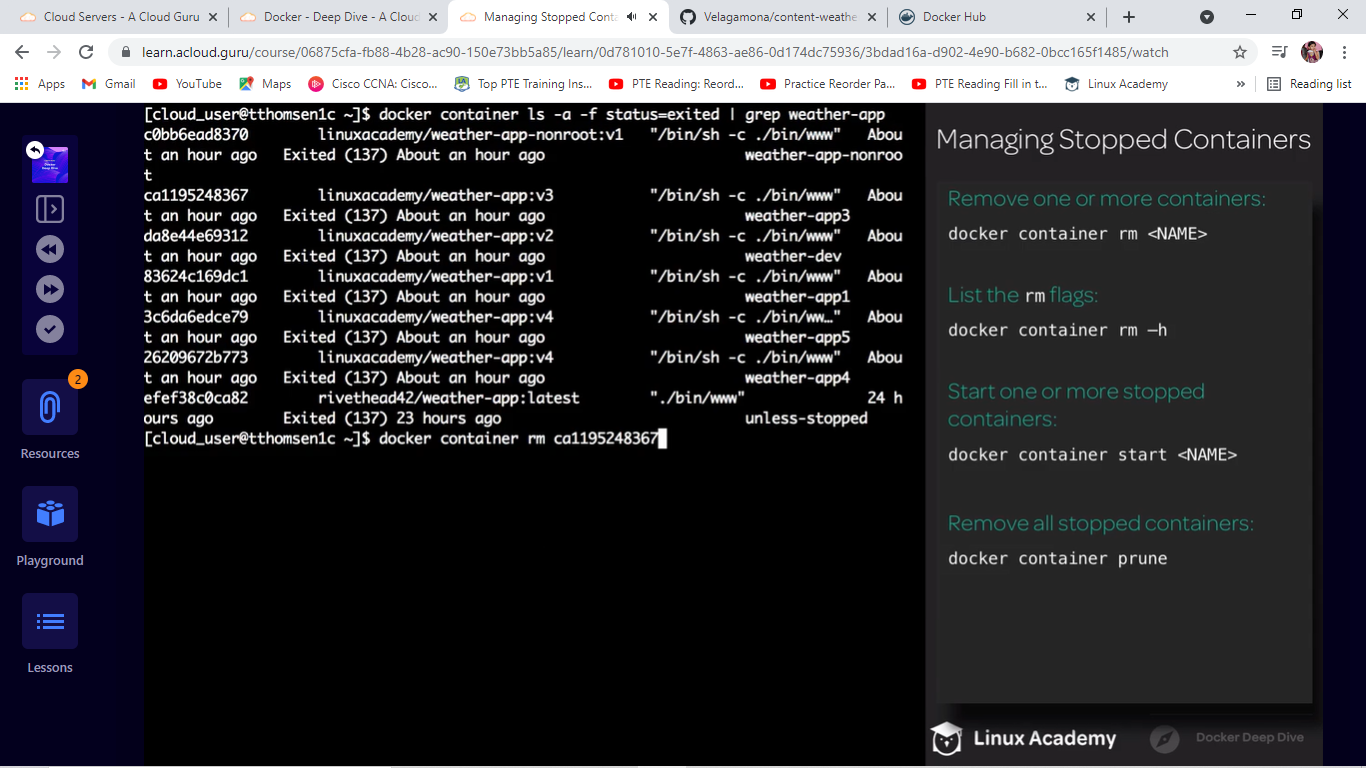 Cloud Servers - A Cloud Guru
Docker - Deep Dive - A Cloud
Managing Stopped Conta
Velagamona/content-weathe
Docker Hub
learn.acloud.guru/course/06875cfa-fb88-4b28-ac90-150e73bb5a85/learn/0d781010-5e7f-4863-ae86-0d174dc75936/3bdad16a-d902-4e90-b682-0bcc165f1485/watch
Apps
Gmail
YouTube
Maps
Cisco CCNA: Cisco...
Top PTE Training Ins...
PTE Reading: Reord...
Practice Reorder Pa...
PTE Reading Fill in t...
Linux Academy
»
Reading list
2
Resources
Playground
Lessons
[cloud_user@tthomsen1c ~]$ docker container ls -a -f status=exited | grep weather-app
c0bb6ead8370 linuxacademy/weather-app-nonroot:v1 "/bin/sh -c ./bin/www" Abou
t an hour ago Exited (137) About an hour ago weather-app-nonroo
t
ca1195248367 linuxacademy/weather-app:v3 "/bin/sh -c ./bin/www" Abou
t an hour ago Exited (137) About an hour ago weather-app3
da8e44e69312 linuxacademy/weather-app:v2 "/bin/sh -c ./bin/www" Abou
t an hour ago Exited (137) About an hour ago weather-dev
83624c169dc1 linuxacademy/weather-app:v1 "/bin/sh -c ./bin/www" Abou
t an hour ago Exited (137) About an hour ago weather-app1
3c6da6edce79 linuxacademy/weather-app:v4 "/bin/sh -c ./bin/ww…" Abou
t an hour ago Exited (137) About an hour ago weather-app5
26209672b773 linuxacademy/weather-app:v4 "/bin/sh -c ./bin/www" Abou
t an hour ago Exited (137) About an hour ago weather-app4
efef38c0ca82 rivethead42/weather-app:latest "./bin/www" 24 h
ours ago Exited (137) 23 hours ago unless-stopped
[cloud_user@tthomsen1c ~]$ docker container rm ca1195248367
Managing Stopped Containers
Remove one or more containers:
docker container rm <NAME>
List the rm flags:
docker container rm –h
Start one or more stopped
containers:
docker container start <NAME>
Remove all stopped containers:
docker container prune
Linux Academy
Docker Deep Dive